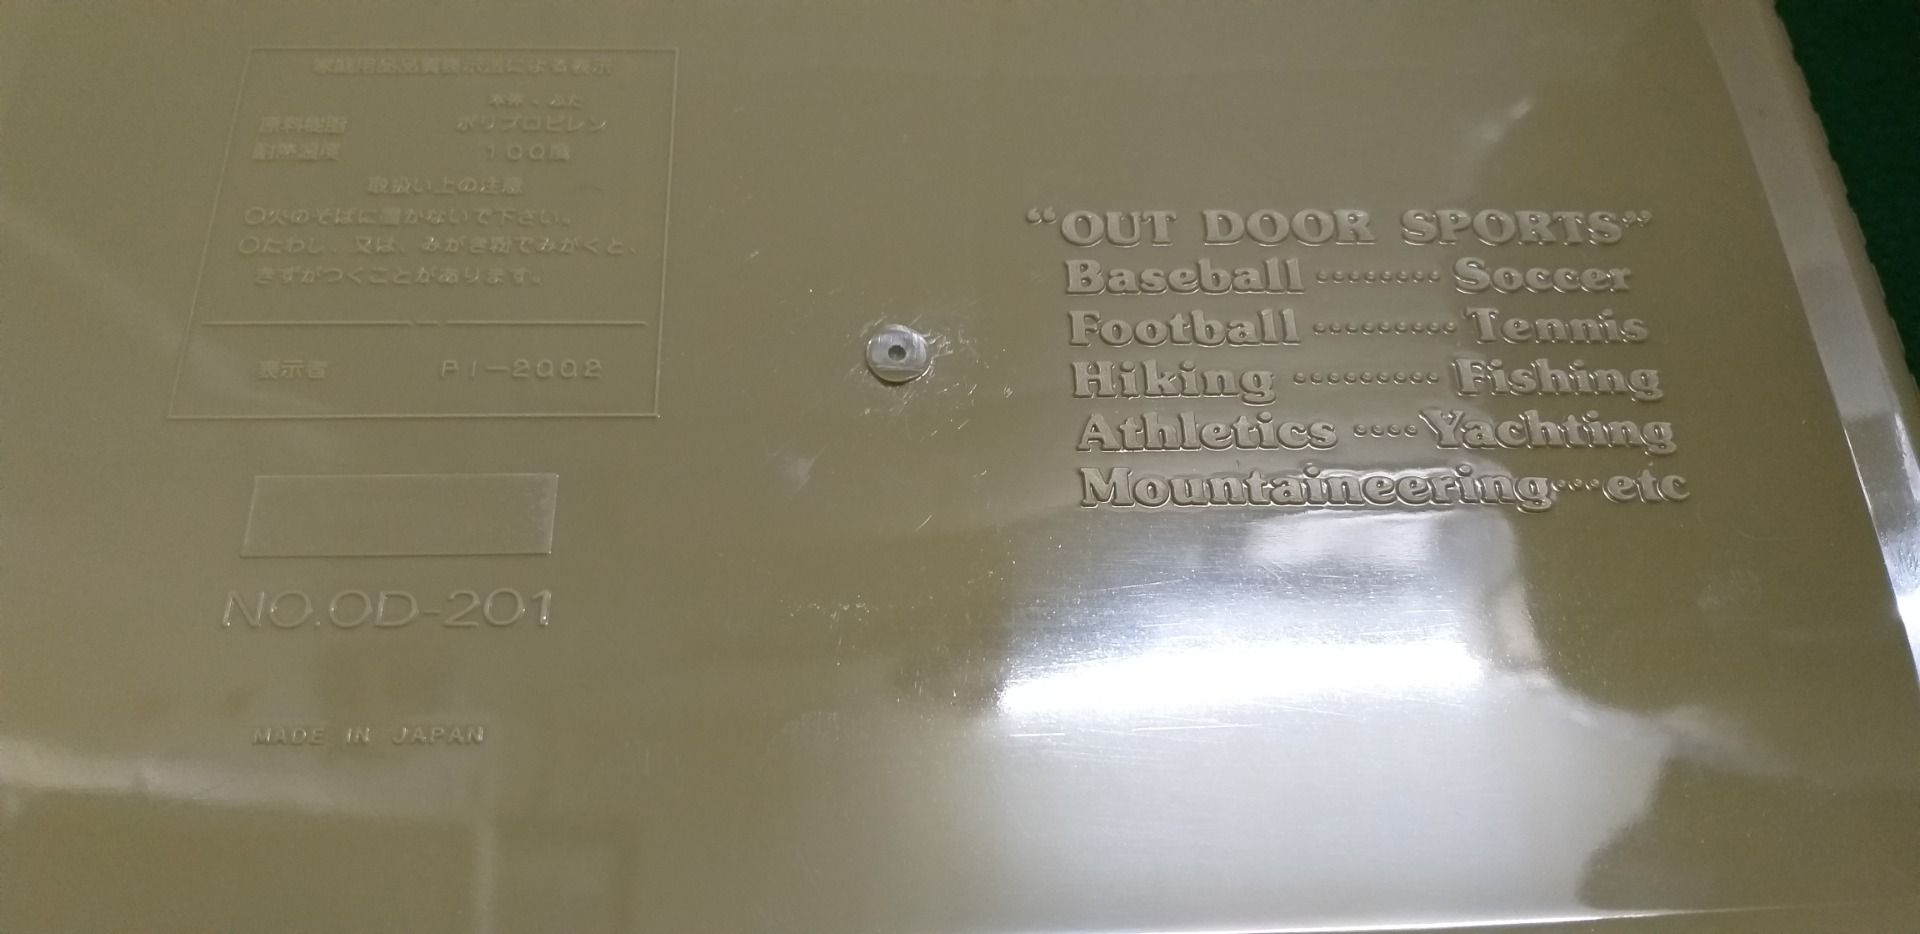 家庭用品品質表示法による表示
本体・ふた
原料樹脂 ポリプロピレン
耐熱温度 100度
取扱い上の注意
○火のそばに置かないで下さい。
○たわし、又は、みがき粉でみがくと、
きずがつくことがあります。
表示者 PI-2002
NO.OD-201
MADE IN JAPAN
“OUT DOOR SPORTS”
Baseball ········ Soccer
Football ········· Tennis
Hiking ········· Fishing
Athletics ···· Yachting
Mountaineering···etc